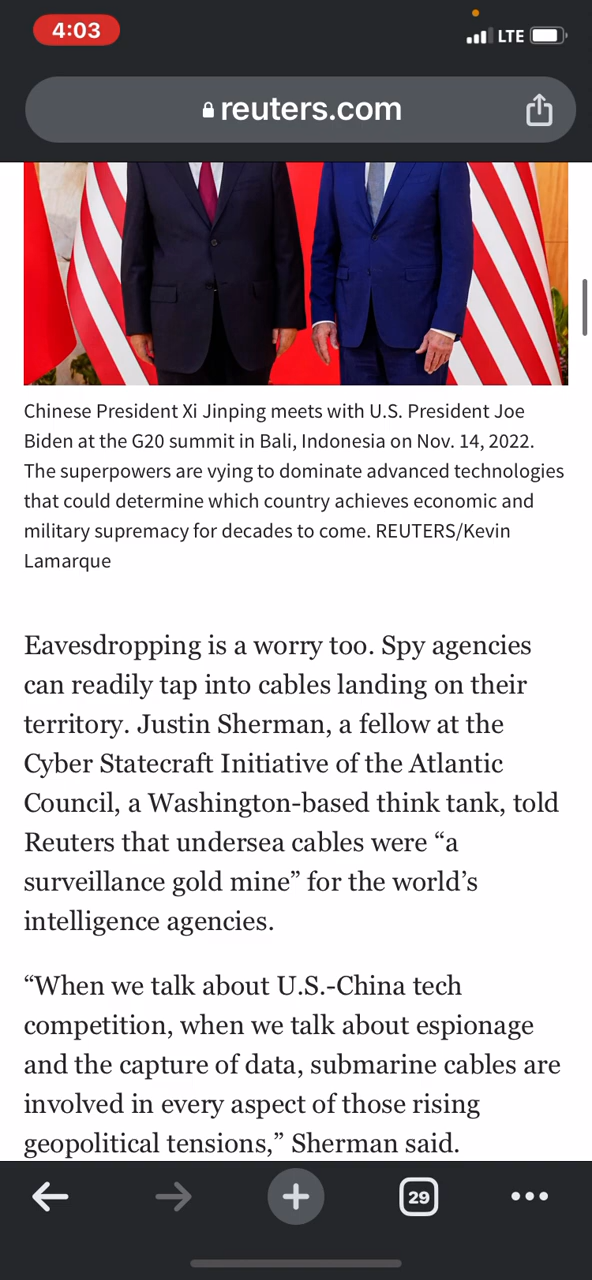 4:03
LTE
reuters.com
Chinese President Xi Jinping meets with U.S. President Joe
Biden at the G20 summit in Bali, Indonesia on Nov. 14, 2022.
The superpowers are vying to dominate advanced technologies
that could determine which country achieves economic and
military supremacy for decades to come. REUTERS/Kevin
Lamarque
Eavesdropping is a worry too. Spy agencies
can readily tap into cables landing on their
territory. Justin Sherman, a fellow at the
Cyber Statecraft Initiative of the Atlantic
Council, a Washington-based think tank, told
Reuters that undersea cables were “a
surveillance gold mine” for the world’s
intelligence agencies.
“When we talk about U.S.-China tech
competition, when we talk about espionage
and the capture of data, submarine cables are
involved in every aspect of those rising
geopolitical tensions,” Sherman said.
29